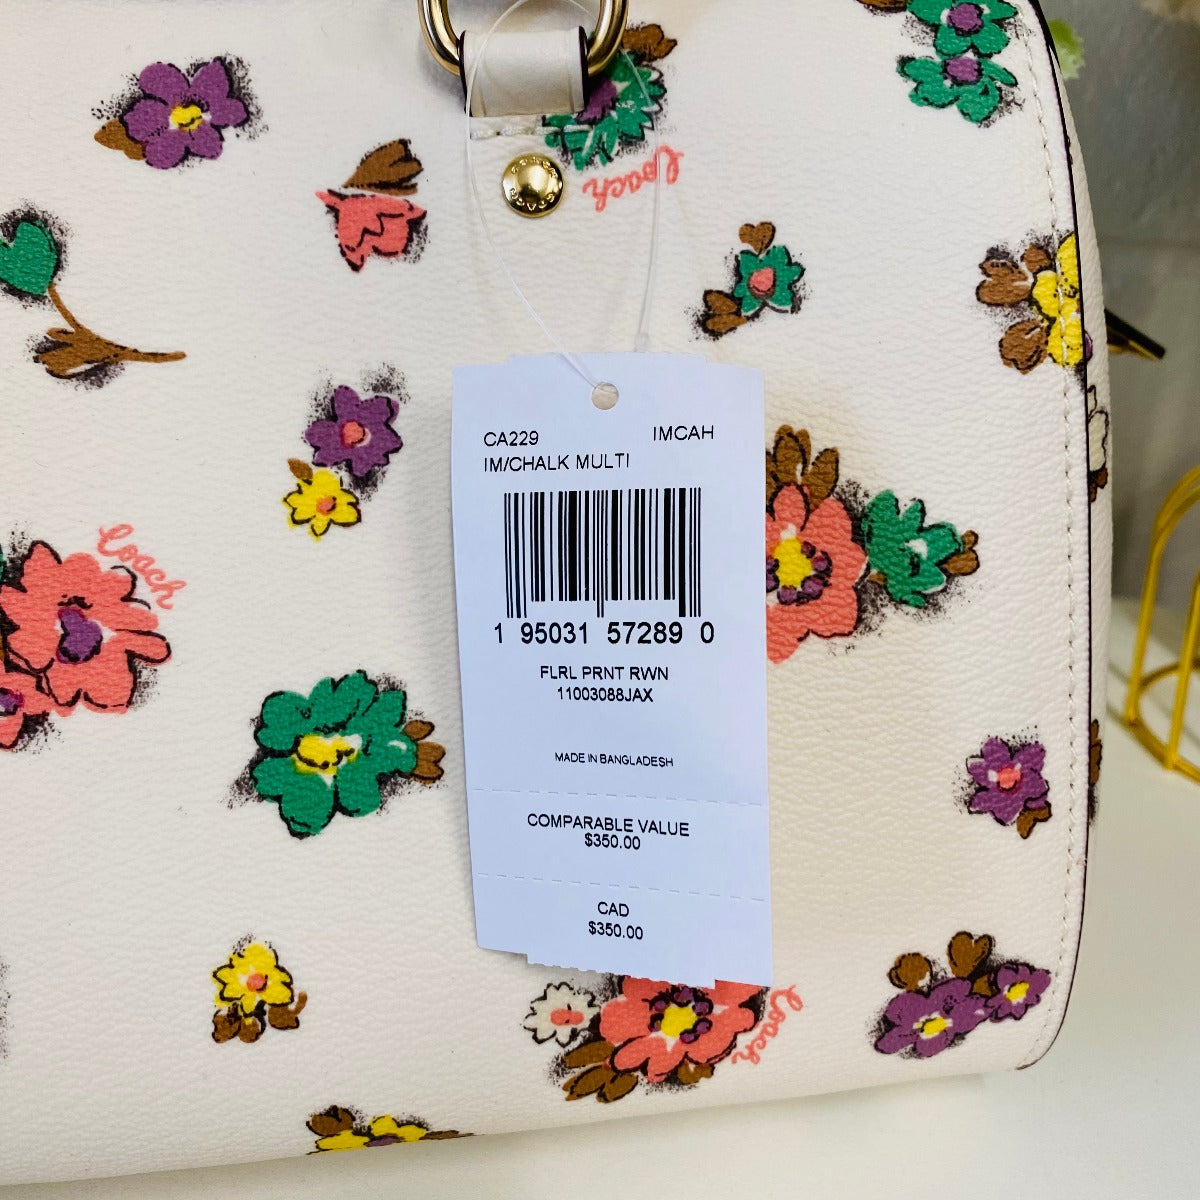 Coach
CA229 IMCAH
IM/CHALK MULTI
Coach
1 95031 57289 0
FLRL PRNT RWN
11003088JAX
MADE IN BANGLADESH
COMPARABLE VALUE
$350.00
CAD
$350.00
Coach
Coach